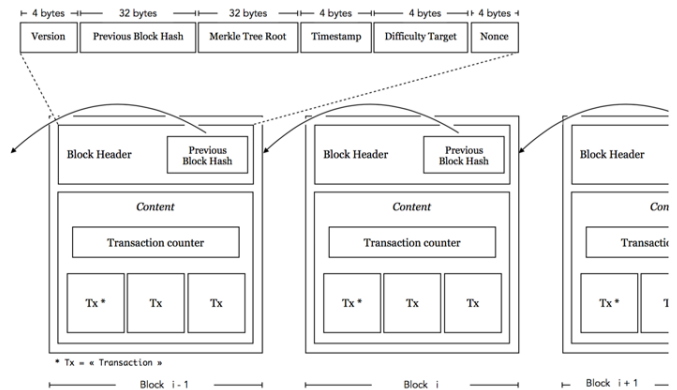 4 bytes 32 bytes 32 bytes 4 bytes 4 bytes 4 bytes
Version Previous Block Hash Merkle Tree Root Timestamp Difficulty Target Nonce
Block Header
Previous
Block Hash
Content
Transaction counter
Tx * Tx Tx
* Tx = « Transaction »
Block i - 1
Block Header
Previous
Block Hash
Content
Transaction counter
Tx * Tx Tx
Block i
Block Header
Con
Transactic
Tx *
Block i + 1